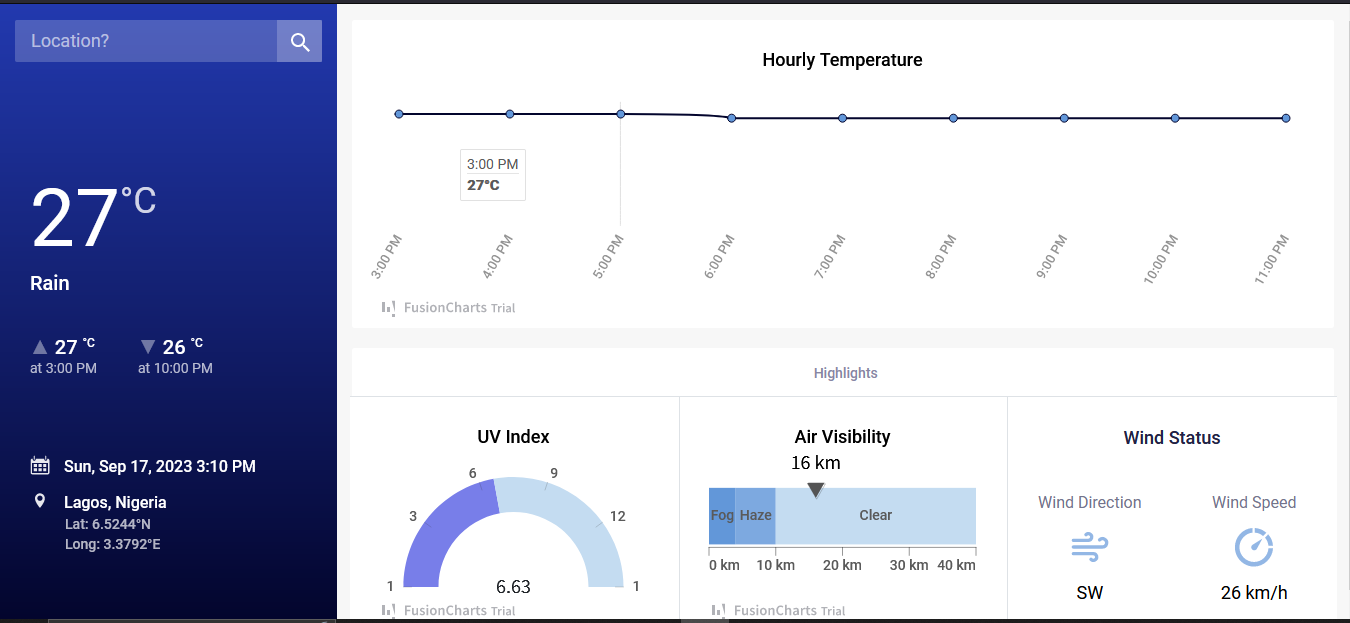 Location?
27°C
Rain
▲ 27 °C ▼ 26 °C
at 3:00 PM at 10:00 PM
Sun, Sep 17, 2023 3:10 PM
Lagos, Nigeria
Lat: 6.5244°N
Long: 3.3792°E
Hourly Temperature
3:00 PM
27°C
3:00 PM 4:00 PM 5:00 PM 6:00 PM 7:00 PM 8:00 PM 9:00 PM 10:00 PM 11:00 PM
FusionCharts Trial
Highlights
UV Index
6 9
3 12
1 6.63 1
FusionCharts Trial
Air Visibility
16 km
Fog Haze Clear
0 km 10 km 20 km 30 km 40 km
FusionCharts Trial
Wind Status
Wind Direction Wind Speed
SW 26 km/h